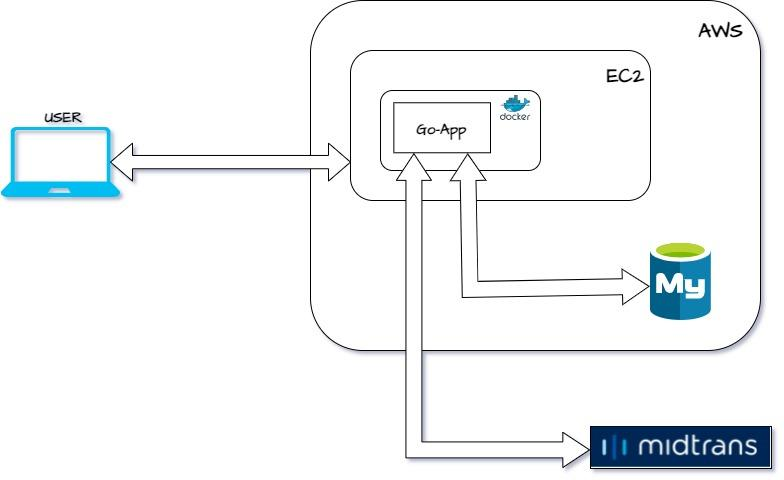 AWS
EC2
docker
USER
Go-App
My
midtrans